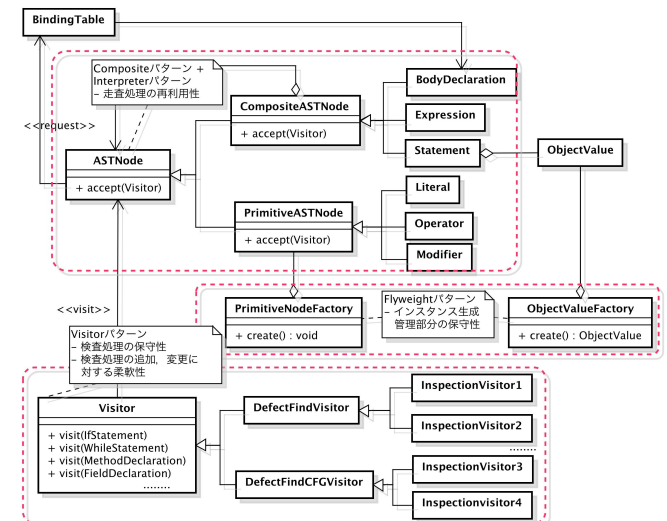 BindingTable
Compositeパターン +
Interpreterパターン
– 走査処理の再利用性
BodyDeclaration
CompositeASTNode
+ accept(Visitor)
Expression
<<request>>
ASTNode
+ accept(Visitor)
Statement
ObjectValue
Literal
PrimitiveASTNode
+ accept(Visitor)
Operator
Modifier
<<visit>>
PrimitiveNodeFactory
+ create() : void
Flyweightパターン
– インスタンス生成
管理部分の保守性
ObjectValueFactory
+ create() : ObjectValue
Visitorパターン
– 検査処理の保守性
– 検査処理の追加，変更に
対する柔軟性
Visitor
+ visit(IfStatement)
+ visit(WhileStatement)
+ visit(MethodDeclaration)
+ visit(FieldDeclaration)
........
DefectFindVisitor
InspectionVisitor1
InspectionVisitor2
........
DefectFindCFGVisitor
InspectionVisitor3
Inspectionvisitor4